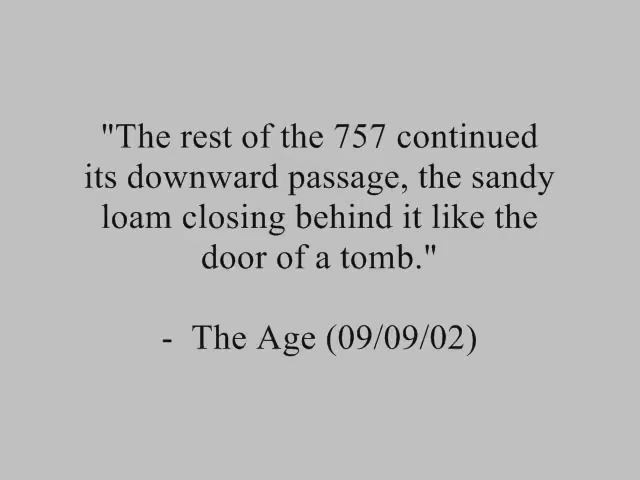 "The rest of the 757 continued
its downward passage, the sandy
loam closing behind it like the
door of a tomb."
- The Age (09/09/02)